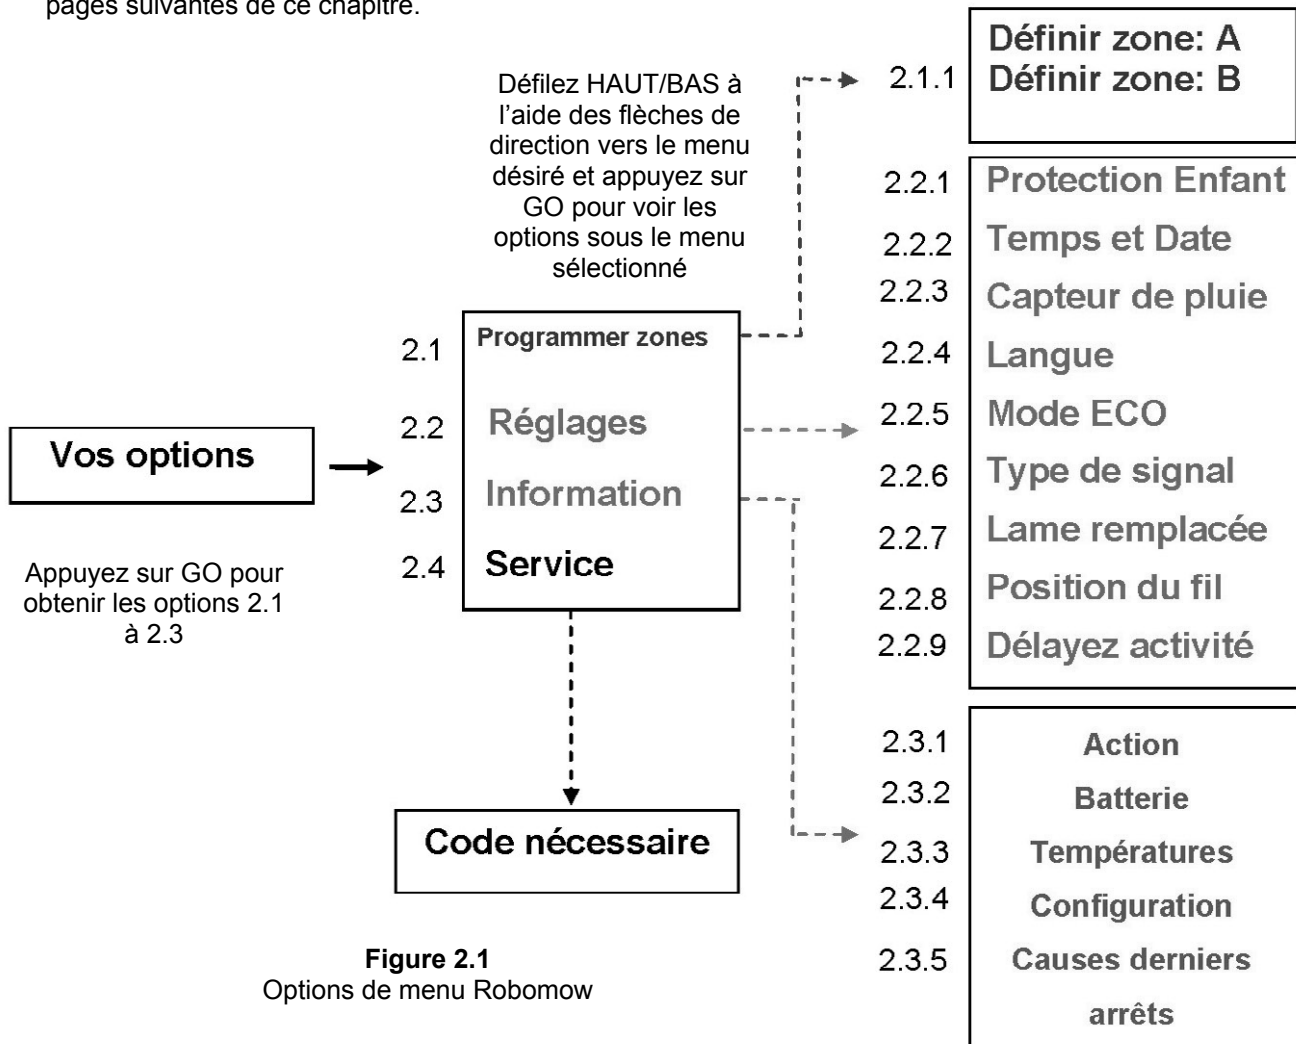 pages suivantes de ce chapitre.
Défilez HAUT/BAS à
l'aide des flèches de
direction vers le menu
désiré et appuyez sur
GO pour voir les
options sous le menu
sélectionné
Vos options
Appuyez sur GO pour
obtenir les options 2.1
à 2.3
2.1 Programmer zones
2.2 Réglages
2.3 Information
2.4 Service
Code nécessaire
2.1.1 Définir zone: A
Définir zone: B
2.2.1 Protection Enfant
2.2.2 Temps et Date
2.2.3 Capteur de pluie
2.2.4 Langue
2.2.5 Mode ECO
2.2.6 Type de signal
2.2.7 Lame remplacée
2.2.8 Position du fil
2.2.9 Délayez activité
2.3.1 Action
2.3.2 Batterie
2.3.3 Températures
2.3.4 Configuration
2.3.5 Causes derniers
arrêts
Figure 2.1
Options de menu Robomow